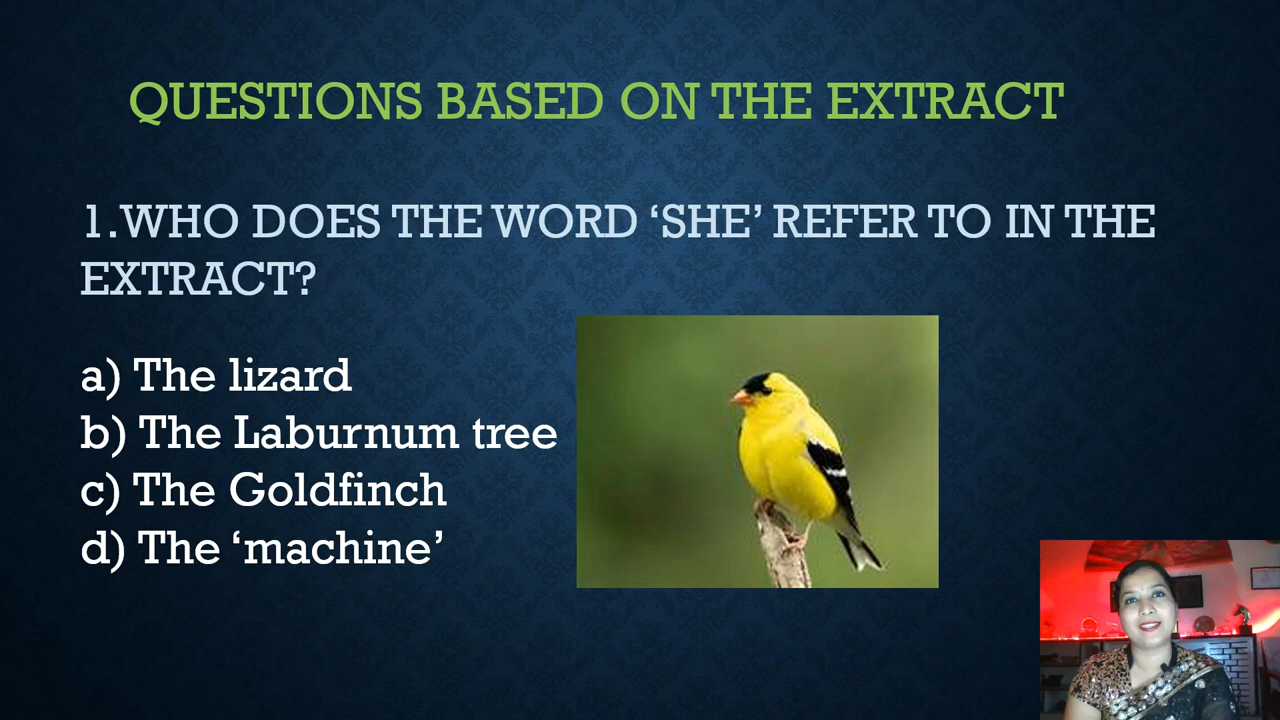 QUESTIONS BASED ON THE EXTRACT
1.WHO DOES THE WORD ‘SHE’ REFER TO IN THE
EXTRACT?
a) The lizard
b) The Laburnum tree
c) The Goldfinch
d) The ‘machine’